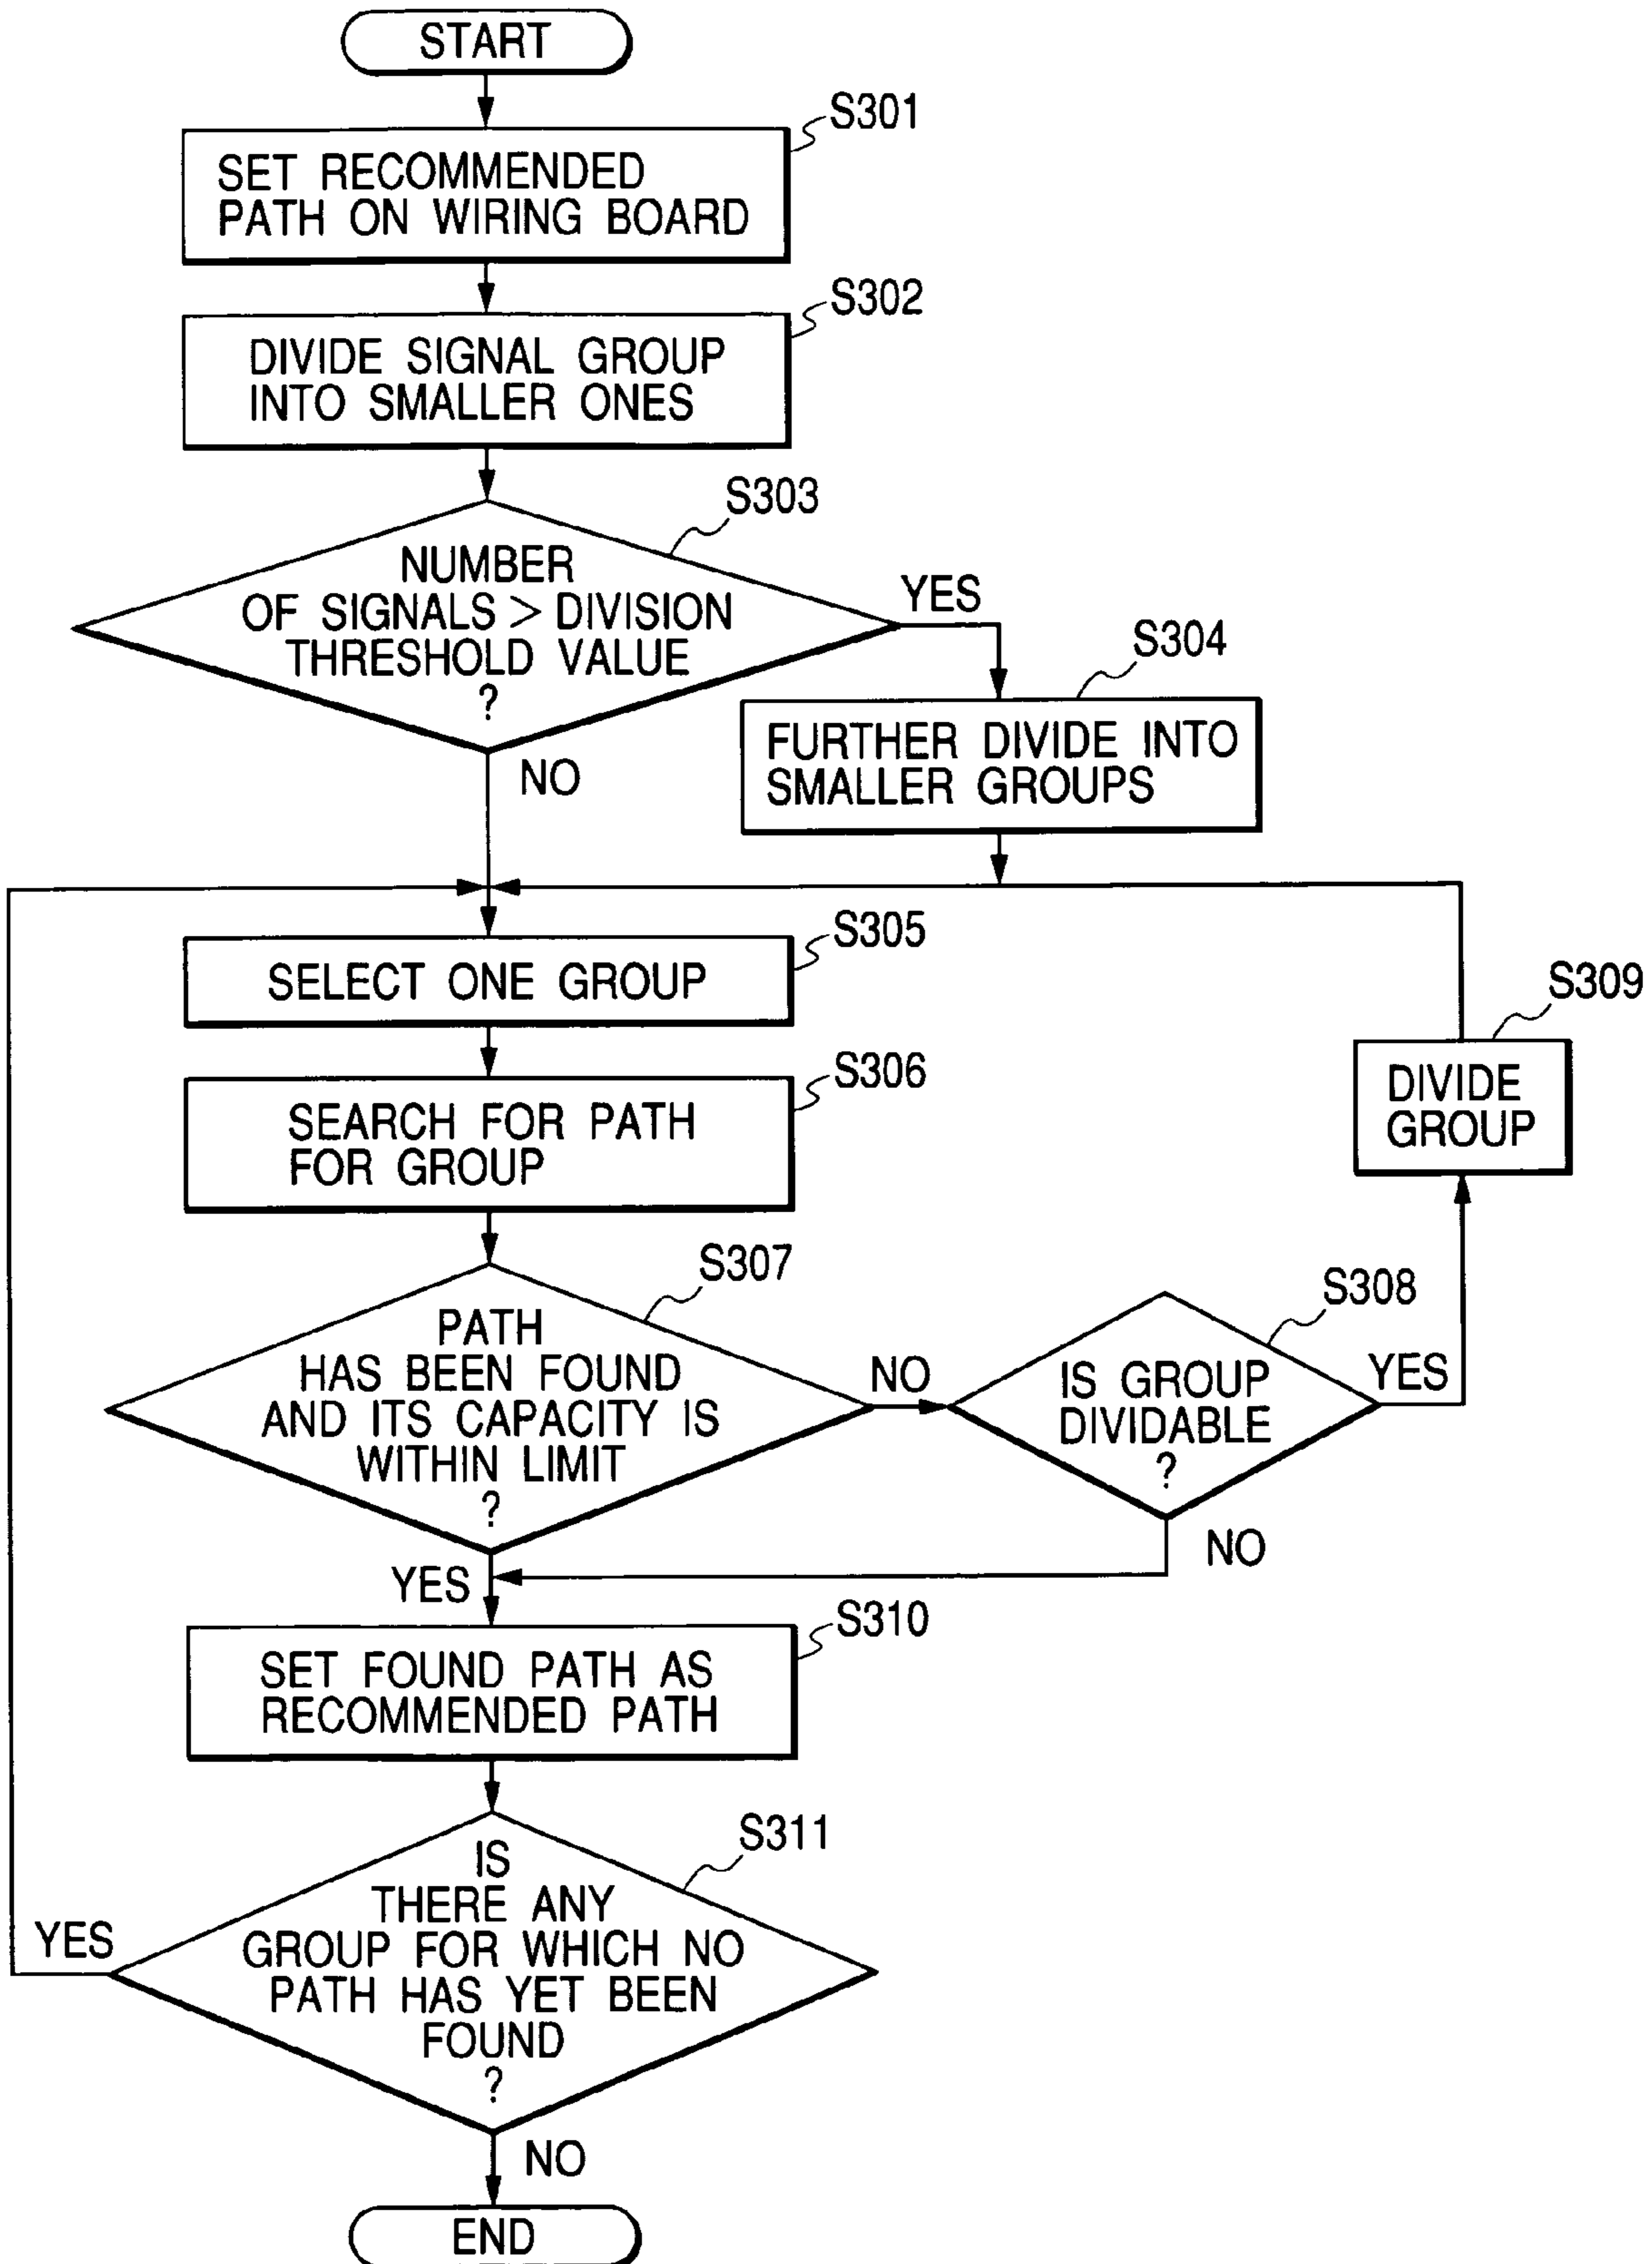 START
S301
SET RECOMMENDED
PATH ON WIRING BOARD
S302
DIVIDE SIGNAL GROUP
INTO SMALLER ONES
S303
NUMBER
OF SIGNALS > DIVISION
THRESHOLD VALUE
?
YES
NO
S304
FURTHER DIVIDE INTO
SMALLER GROUPS
S305
SELECT ONE GROUP
S306
SEARCH FOR PATH
FOR GROUP
S307
PATH
HAS BEEN FOUND
AND ITS CAPACITY IS
WITHIN LIMIT
?
NO
YES
S308
IS GROUP
DIVIDABLE
?
YES
NO
S309
DIVIDE
GROUP
S310
SET FOUND PATH AS
RECOMMENDED PATH
S311
IS
THERE ANY
GROUP FOR WHICH NO
PATH HAS YET BEEN
FOUND
?
YES
NO
END